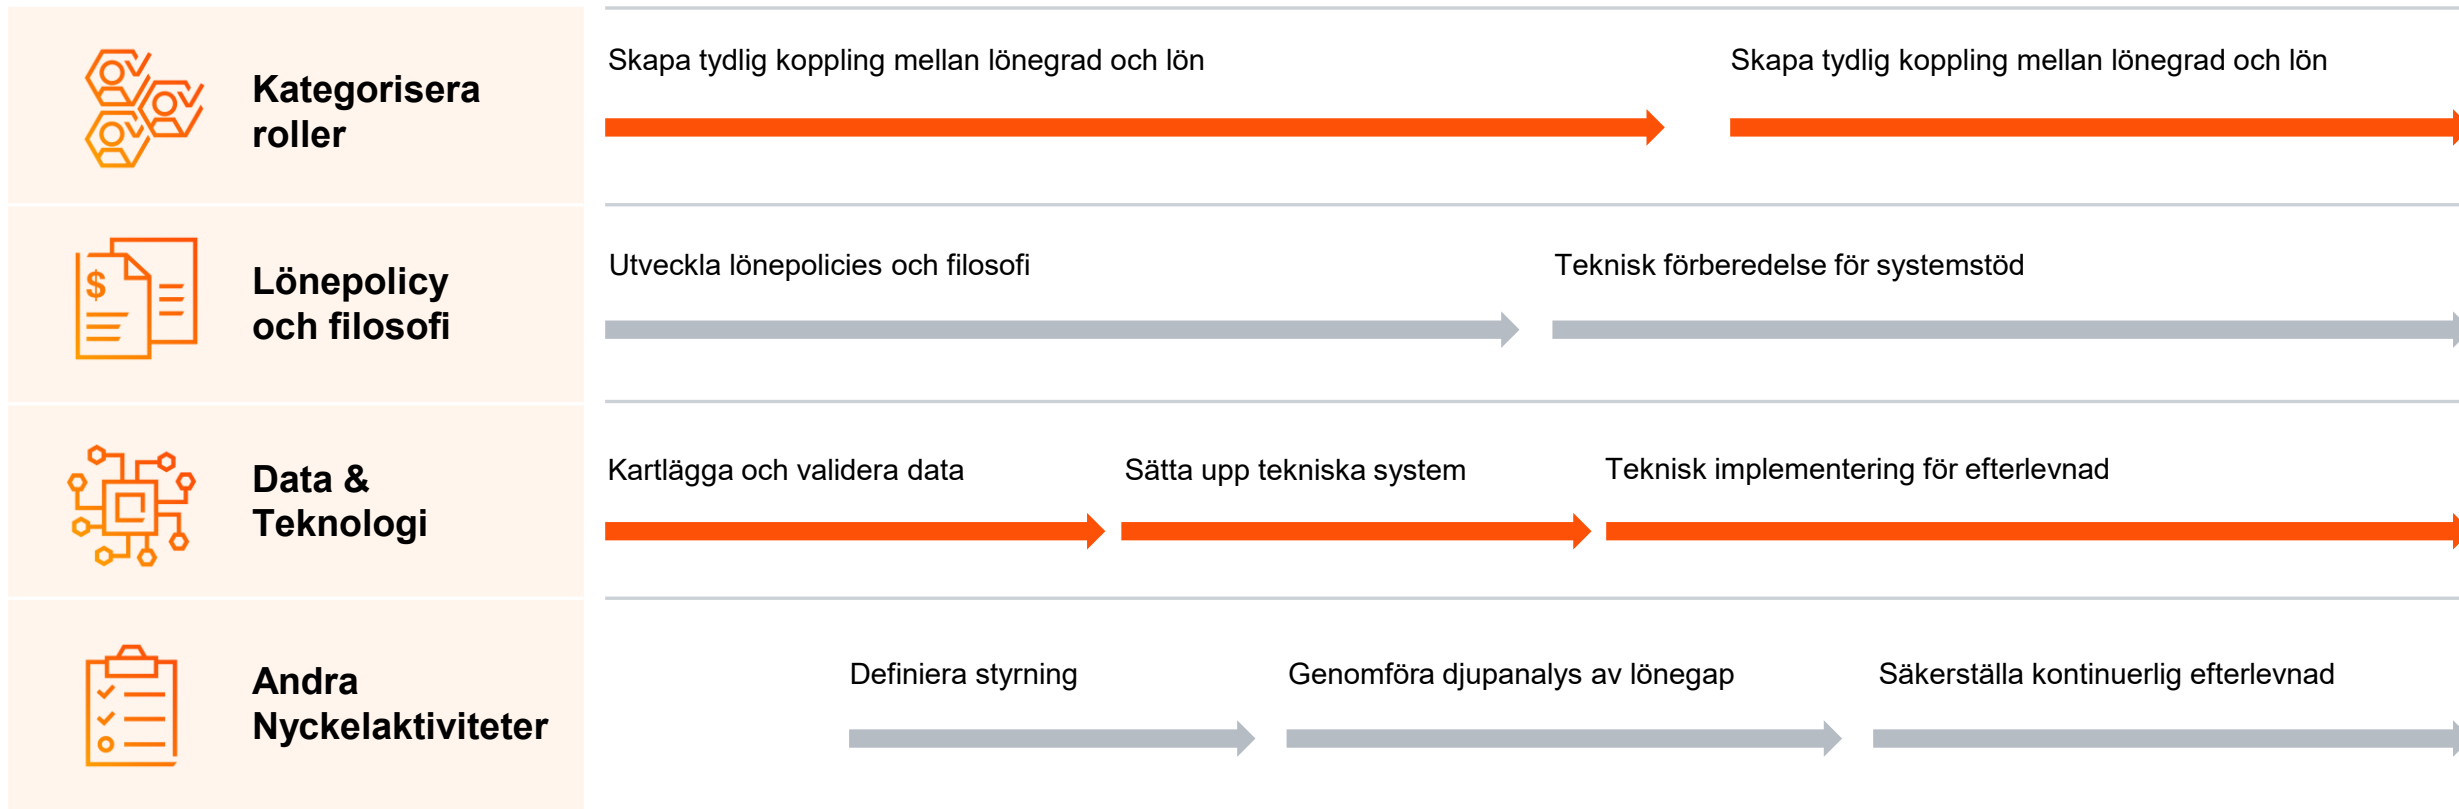 Kategorisera
roller
Skapa tydlig koppling mellan lönegrad och lön
Skapa tydlig koppling mellan lönegrad och lön
$
Lönepolicy
och filosofi
Utveckla lönepolicies och filosofi
Teknisk förberedelse för systemstöd
Data &
Teknologi
Kartlägga och validera data
Sätta upp tekniska system
Teknisk implementering för efterlevnad
Andra
Nyckelaktiviteter
Definiera styrning
Genomföra djupanalys av lönegap
Säkerställa kontinuerlig efterlevnad